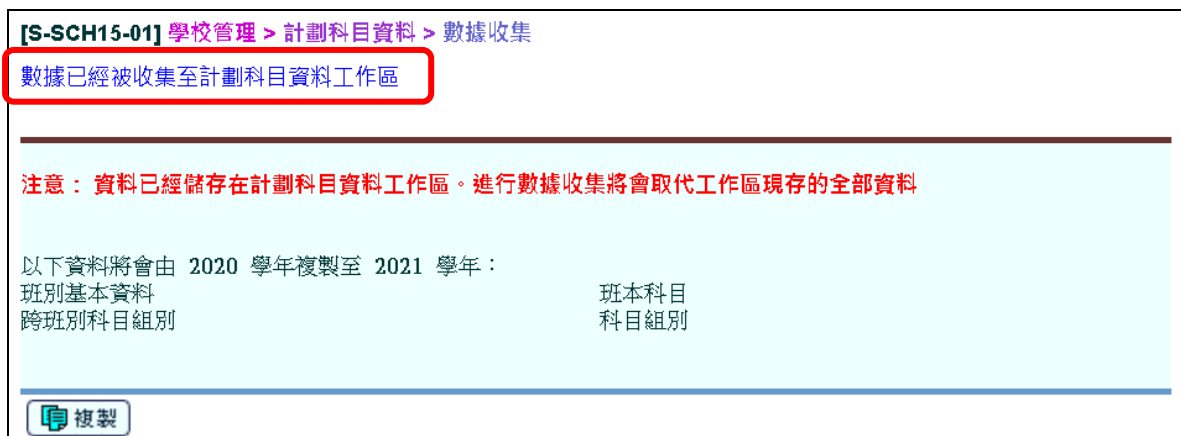 [S-SCH15-01] 學校管理 > 計劃科目資料 > 數據收集
數據已經被收集至計劃科目資料工作區
注意： 資料已經儲存在計劃科目資料工作區。進行數據收集將會取代工作區現存的全部資料
以下資料將會由 2020 學年複製至 2021 學年：
班別基本資料 班本科目
跨班別科目組別 科目組別
複製